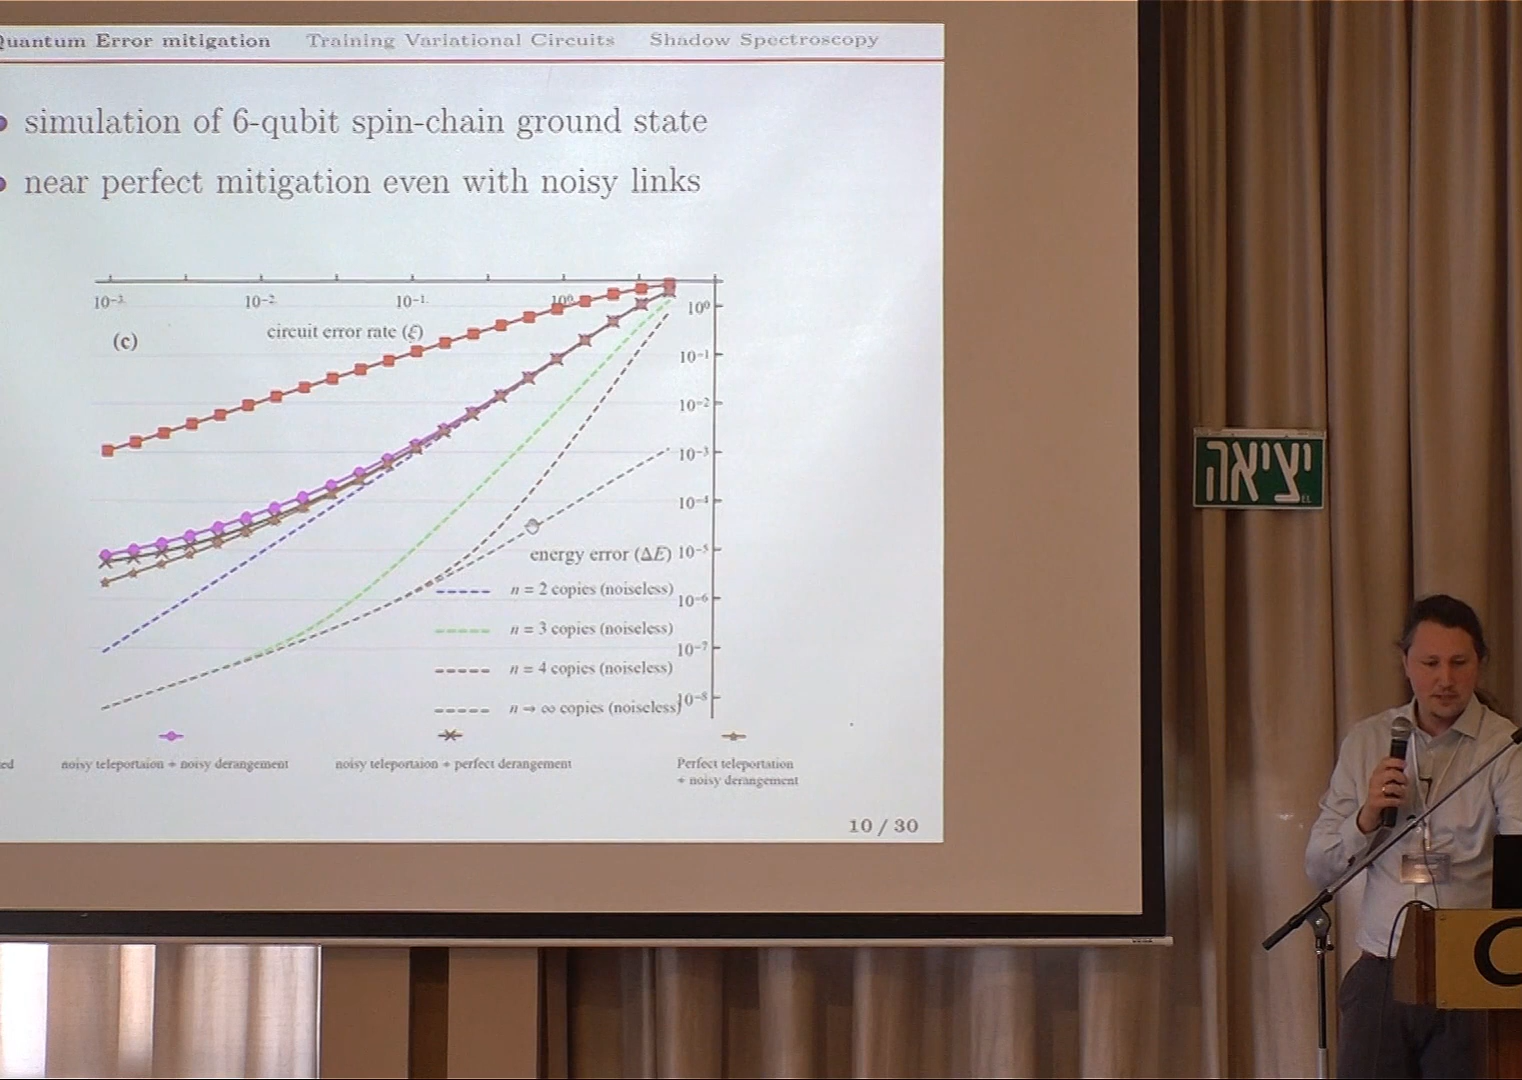 Quantum Error mitigation Training Variational Circuits Shadow Spectroscopy
simulation of 6-qubit spin-chain ground state
near perfect mitigation even with noisy links
10⁻³ 10⁻² 10⁻¹ 10⁰
circuit error rate (ξ)
(c)
10⁰
10⁻¹
10⁻²
10⁻³
10⁻⁴
energy error (ΔE) 10⁻⁵
n = 2 copies (noiseless)
10⁻⁶
n = 3 copies (noiseless)
10⁻⁷
n = 4 copies (noiseless)
10⁻⁸
n → ∞ copies (noiseless)
noisy teleportaion + noisy derangement
noisy teleportaion + perfect derangement
Perfect teleportation
+ noisy derangement
10 / 30
יציאה